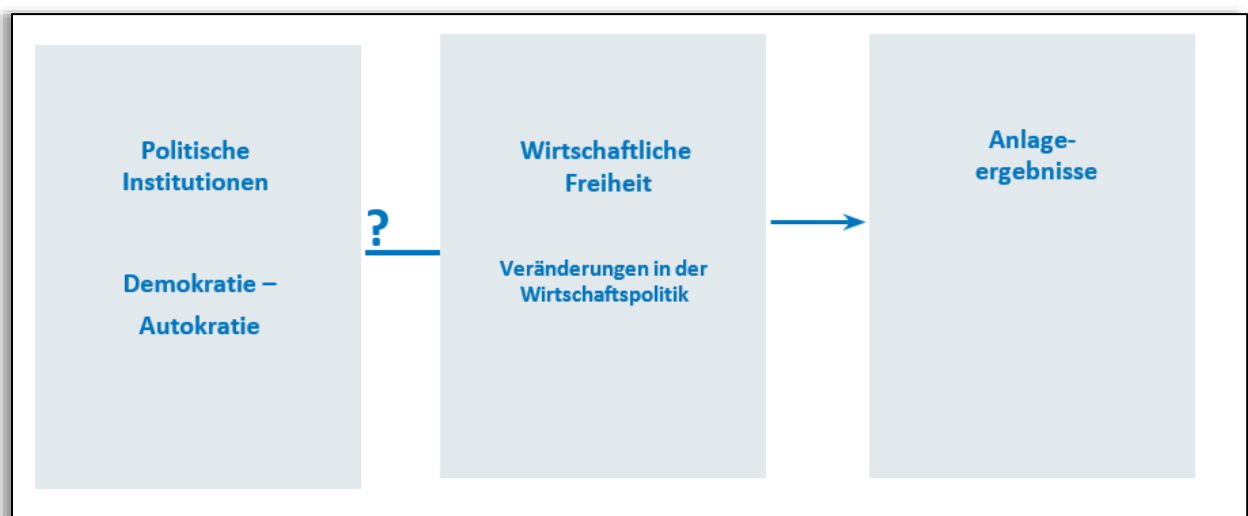 Politische
Institutionen
Demokratie –
Autokratie
?
Wirtschaftliche
Freiheit
Veränderungen in der
Wirtschaftspolitik
Anlage-
ergebnisse